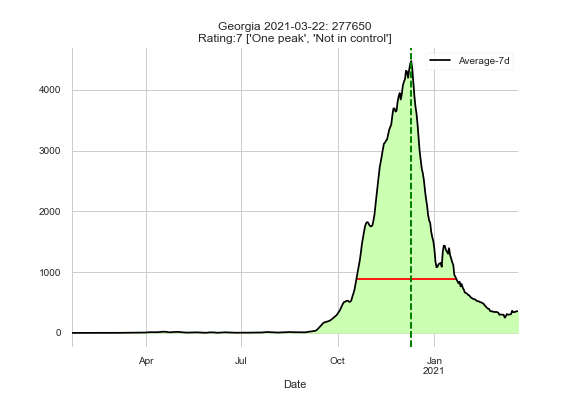 Georgia 2021-03-22: 277650
Rating:7 ['One peak', 'Not in control']
Average-7d
4000
3000
2000
1000
0
Apr
Jul
Oct
Jan
2021
Date